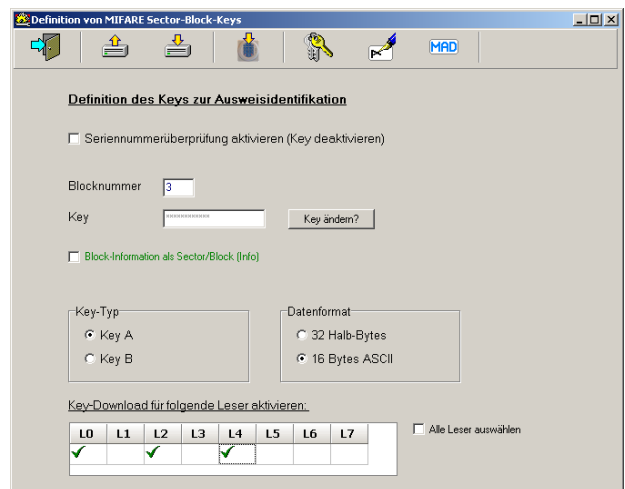 Definition von MIFARE Sector-Block-Keys
MAD
Definition des Keys zur Ausweisidentifikation
Seriennummerüberprüfung aktivieren (Key deaktivieren)
Blocknummer 3
Key *********** Key ändern?
Block-Information als Sector/Block (Info)
Key-Typ
Key A
Key B
Datenformat
32 Halb-Bytes
16 Bytes ASCII
Key-Download für folgende Leser aktivieren:
L0 L1 L2 L3 L4 L5 L6 L7
Alle Leser auswählen